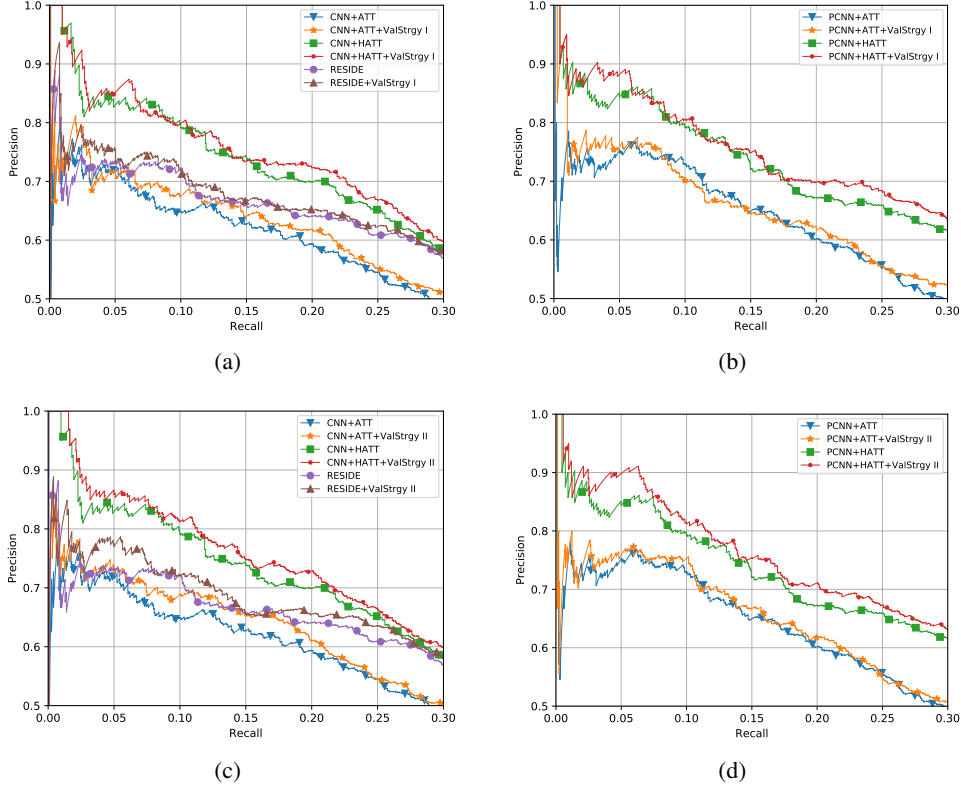 CNN+ATT
CNN+ATT+ValStrgy I
CNN+HATT
CNN+HATT+ValStrgy I
RESIDE
RESIDE+ValStrgy I
1.0
0.9
0.8
0.7
0.6
0.5
Precision
0.00 0.05 0.10 0.15 0.20 0.25 0.30
Recall
(a)
PCNN+ATT
PCNN+ATT+ValStrgy I
PCNN+HATT
PCNN+HATT+ValStrgy I
1.0
0.9
0.8
0.7
0.6
0.5
Precision
0.00 0.05 0.10 0.15 0.20 0.25 0.30
Recall
(b)
CNN+ATT
CNN+ATT+ValStrgy II
CNN+HATT
CNN+HATT+ValStrgy II
RESIDE
RESIDE+ValStrgy II
1.0
0.9
0.8
0.7
0.6
0.5
Precision
0.00 0.05 0.10 0.15 0.20 0.25 0.30
Recall
(c)
PCNN+ATT
PCNN+ATT+ValStrgy II
PCNN+HATT
PCNN+HATT+ValStrgy II
1.0
0.9
0.8
0.7
0.6
0.5
Precision
0.00 0.05 0.10 0.15 0.20 0.25 0.30
Recall
(d)